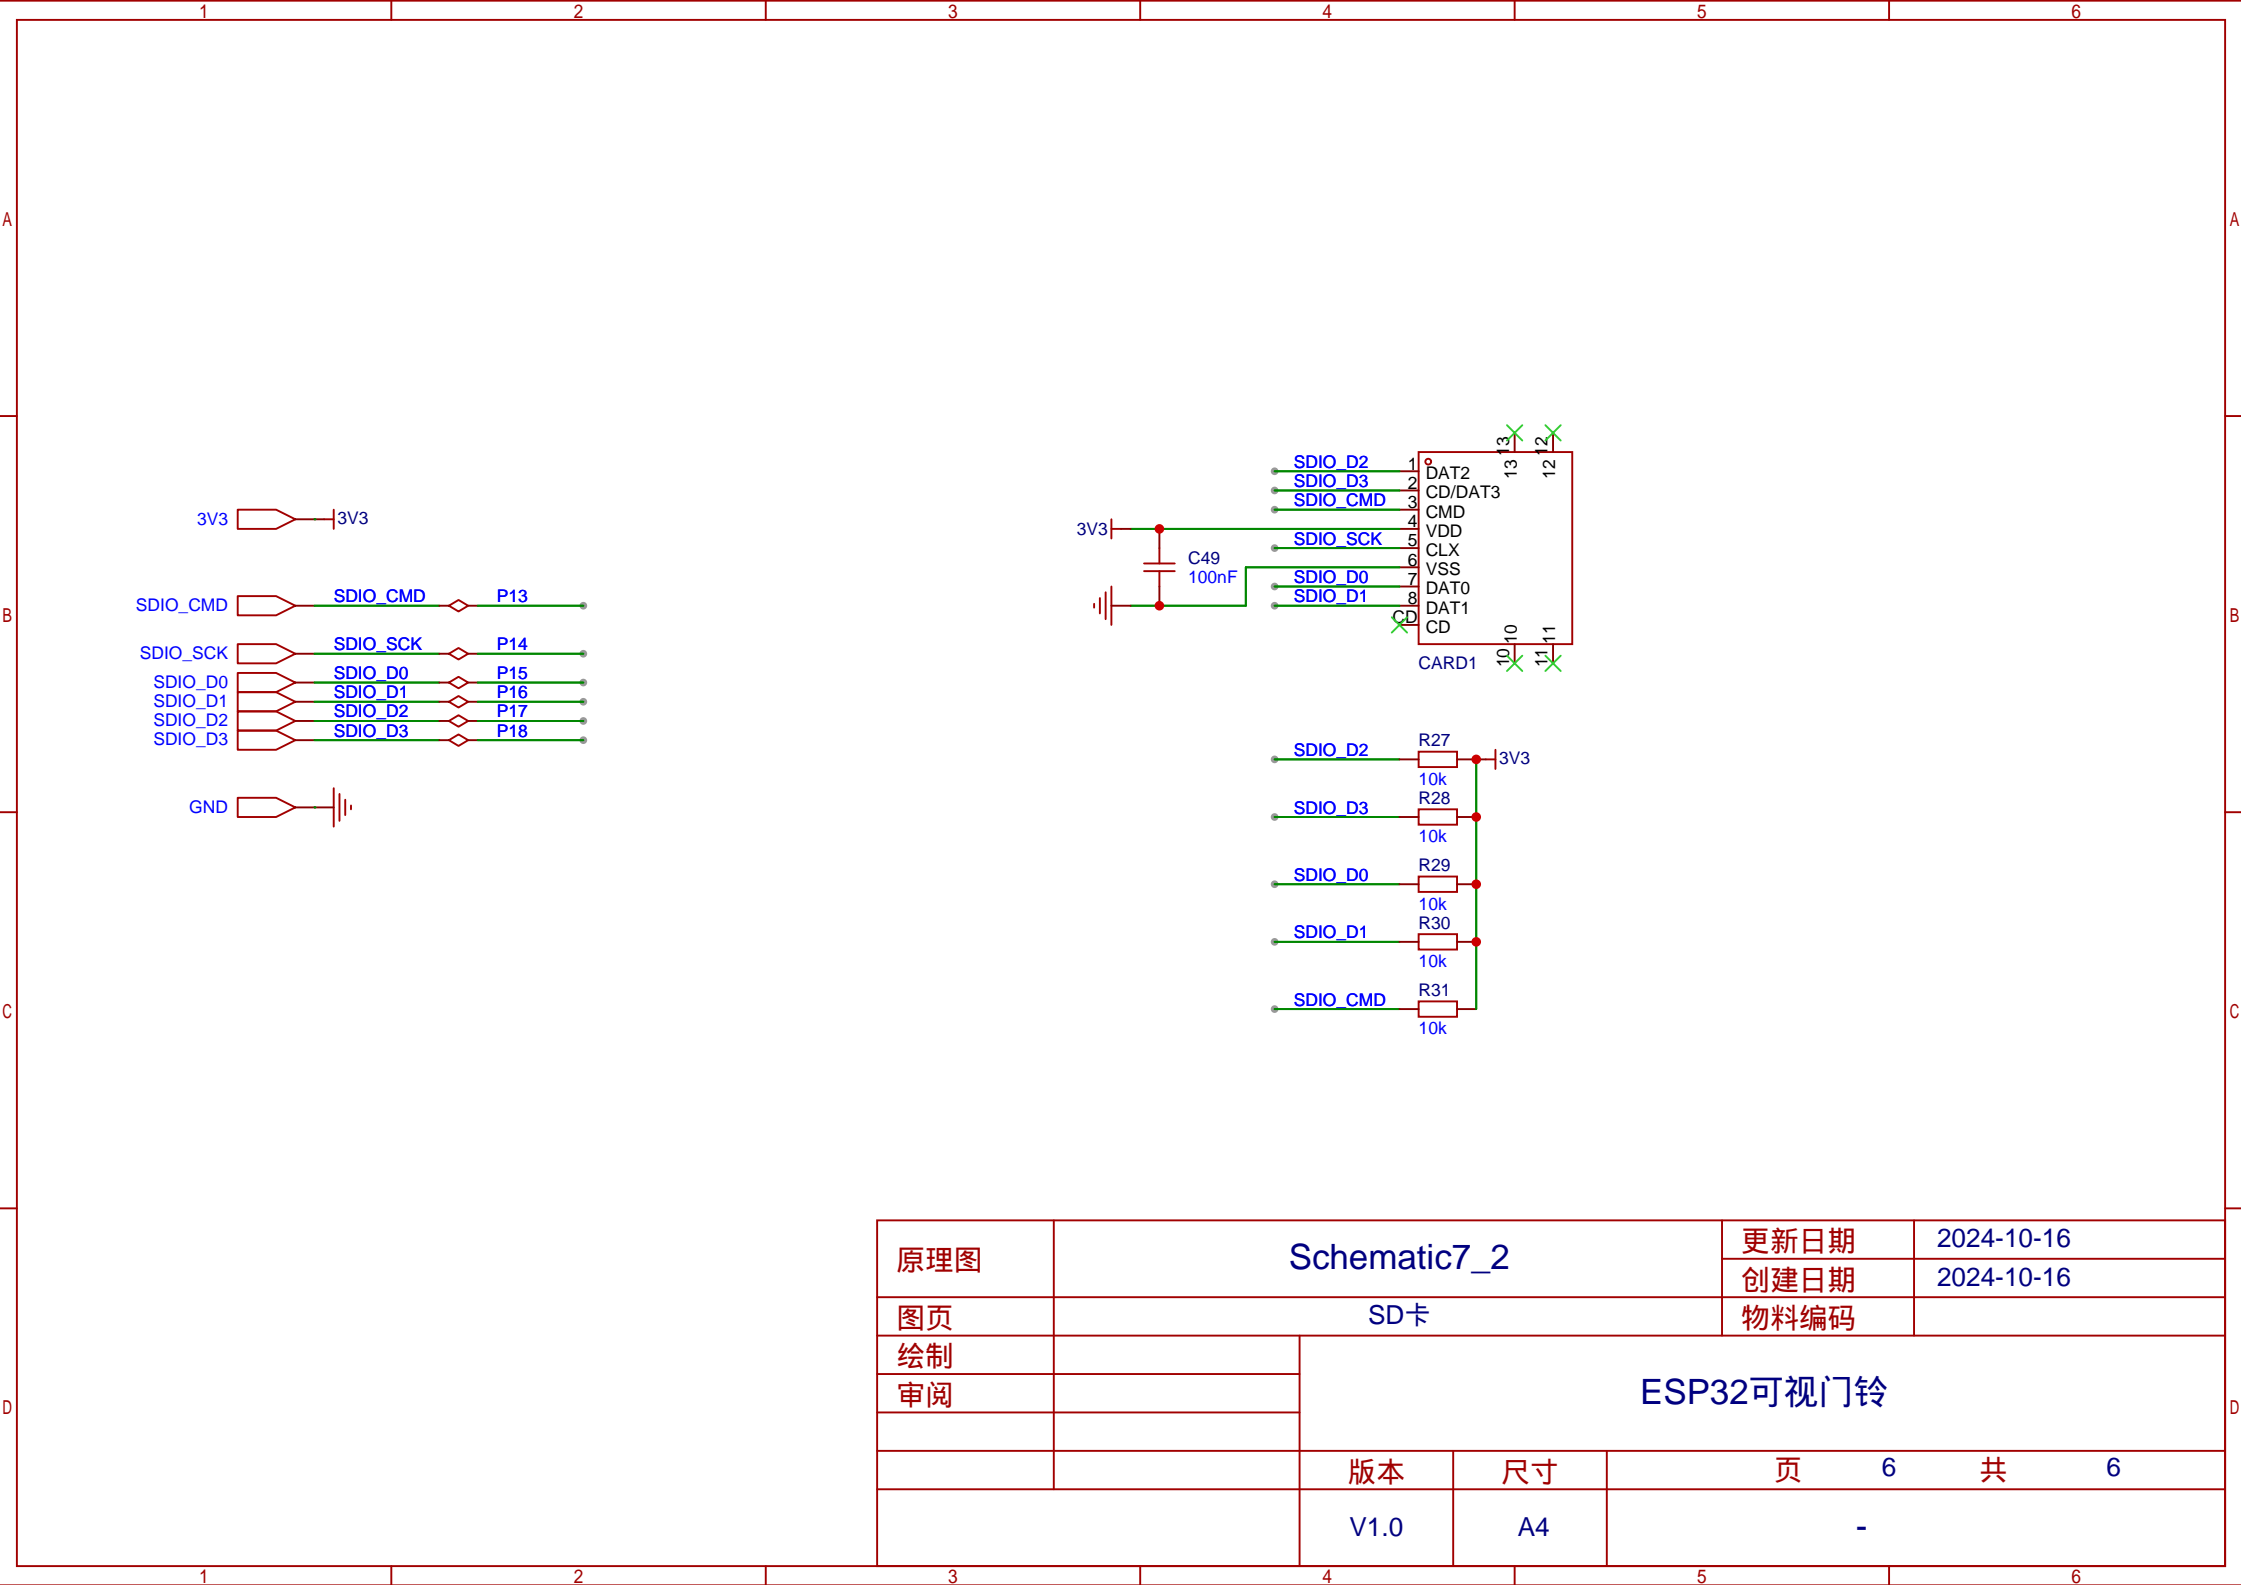 1 2 3 4 5 6
A A
B B
C C
D D
3V3 3V3
SDIO_CMD SDIO_CMD P13
SDIO_SCK SDIO_SCK P14
SDIO_D0 SDIO_D0 P15
SDIO_D1 SDIO_D1 P16
SDIO_D2 SDIO_D2 P17
SDIO_D3 SDIO_D3 P18
GND
13 12
13 12
SDIO_D2 1 DAT2
SDIO_D3 2 CD/DAT3
SDIO_CMD 3 CMD
3V3 4 VDD
SDIO_SCK 5 CLX
6 VSS
C49
100nF
SDIO_D0 7 DAT0
SDIO_D1 8 DAT1
CD CD
10 11
10 11
CARD1
SDIO_D2 R27 3V3
10k
SDIO_D3 R28
10k
SDIO_D0 R29
10k
SDIO_D1 R30
10k
SDIO_CMD R31
10k
原理图 Schematic7_2 更新日期 2024-10-16
创建日期 2024-10-16
图页 SD卡 物料编码
绘制
审阅
ESP32可视门铃
版本 尺寸 页 6 共 6
V1.0 A4 -
1 2 3 4 5 6